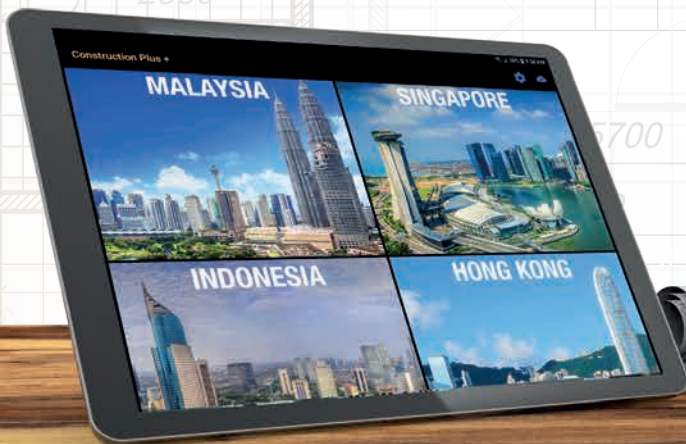 Construction Plus +
MALAYSIA
SINGAPORE
5700
INDONESIA
HONG KONG